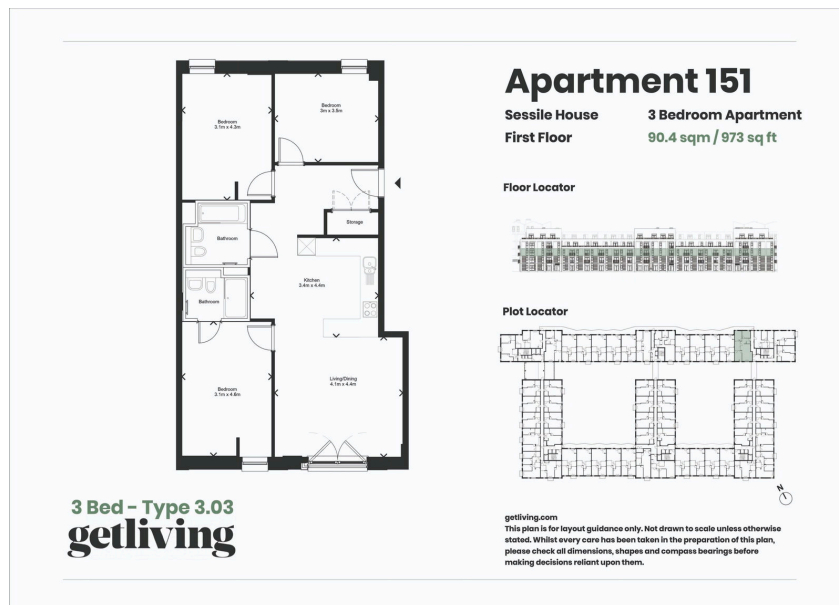 Apartment 151
Sessile House
3 Bedroom Apartment
First Floor
90.4 sqm / 973 sq ft
Floor Locator
Plot Locator
N
Bedroom
3.1m x 4.3m
Bedroom
3m x 3.5m
Storage
Bathroom
Kitchen
3.4m x 4.4m
Bathroom
Bedroom
3.1m x 4.6m
Living/Dining
4.1m x 4.4m
3 Bed - Type 3.03
getliving
getliving.com
This plan is for layout guidance only. Not drawn to scale unless otherwise
stated. Whilst every care has been taken in the preparation of this plan,
please check all dimensions, shapes and compass bearings before
making decisions reliant upon them.